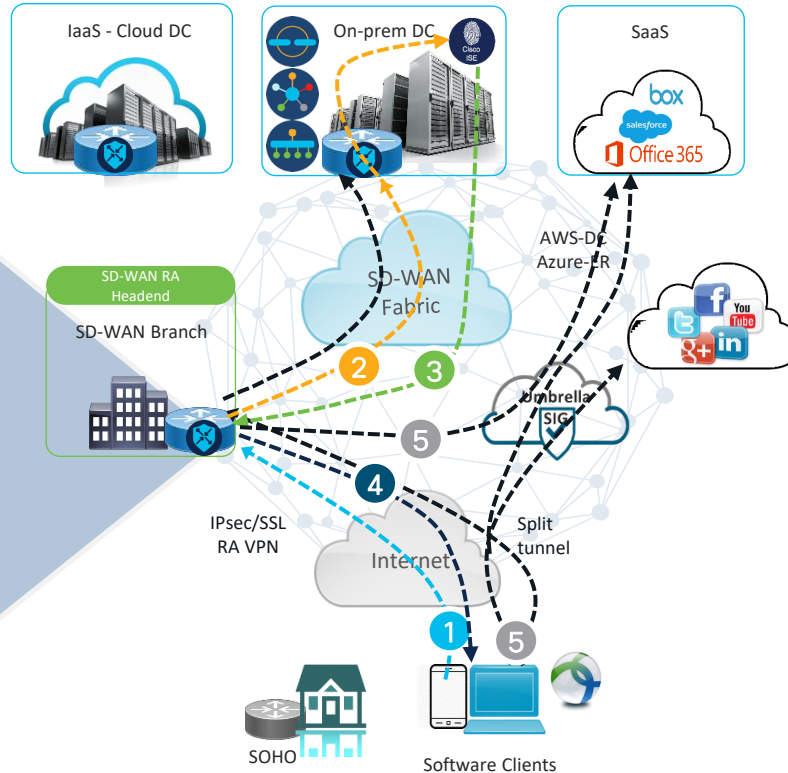 IaaS - Cloud DC
On-prem DC
Cisco
ISE
SaaS
box
salesforce
Office 365
AWS-DC
Azure-ER
SD-WAN RA
Headend
SD-WAN Branch
SD-WAN
Fabric
f
You
Tube
t
g+
in
2
3
Umbrella
SIG
5
4
IPsec/SSL
RA VPN
Split
tunnel
Internet
1
5
SOHO
Software Clients